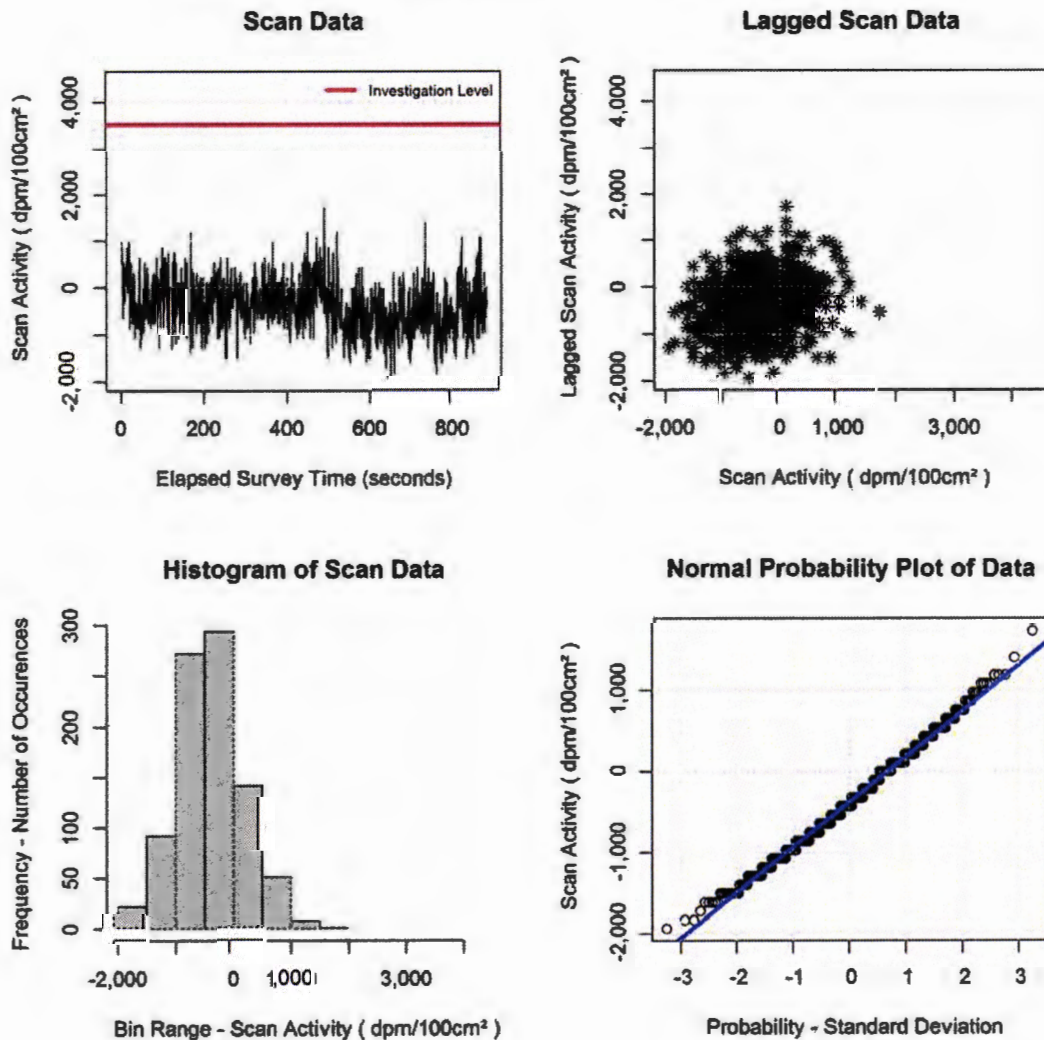 Scan Data
Scan Activity ( dpm/100cm² )
4,000
2,000
0
-2,000
Investigation Level
0
200
400
600
800
Elapsed Survey Time (seconds)
Lagged Scan Data
Lagged Scan Activity ( dpm/100cm² )
4,000
2,000
0
-2,000
-2,000
0
1,000
3,000
Scan Activity ( dpm/100cm² )
Histogram of Scan Data
Frequency - Number of Occurences
300
200
100
50
0
-2,000
0
1,000
3,000
Bin Range - Scan Activity ( dpm/100cm² )
Normal Probability Plot of Data
Scan Activity ( dpm/100cm² )
1,000
0
-1,000
-2,000
-3
-2
-1
0
1
2
3
Probability - Standard Deviation